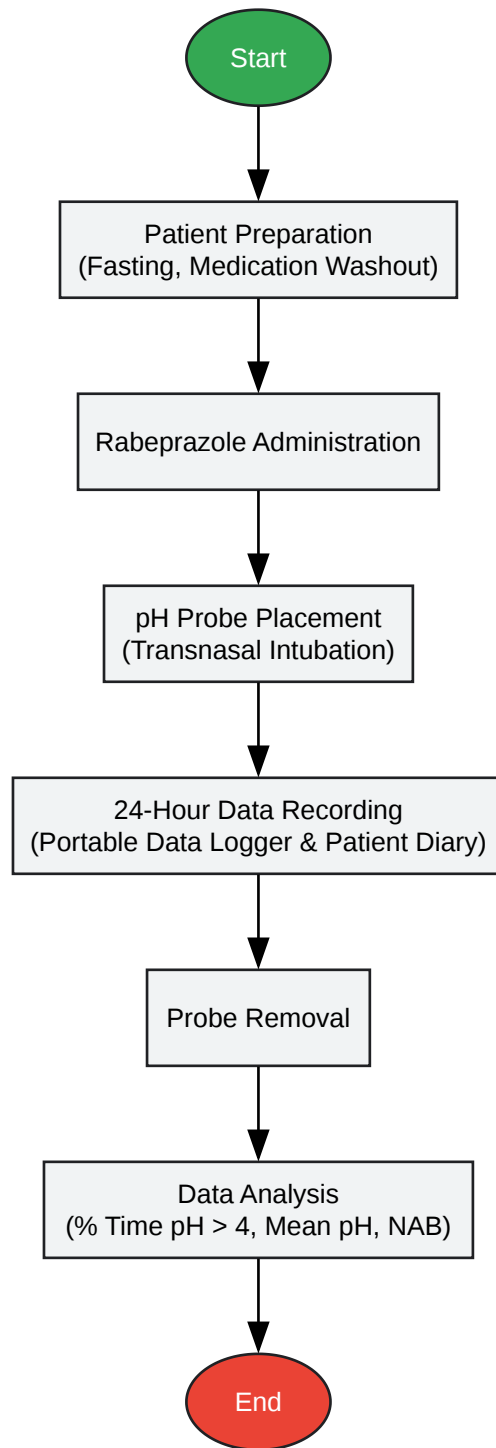 Start
Patient Preparation
(Fasting, Medication Washout)
Rabeprazole Administration
pH Probe Placement
(Transnasal Intubation)
24-Hour Data Recording
(Portable Data Logger & Patient Diary)
Probe Removal
Data Analysis
(% Time pH > 4, Mean pH, NAB)
End